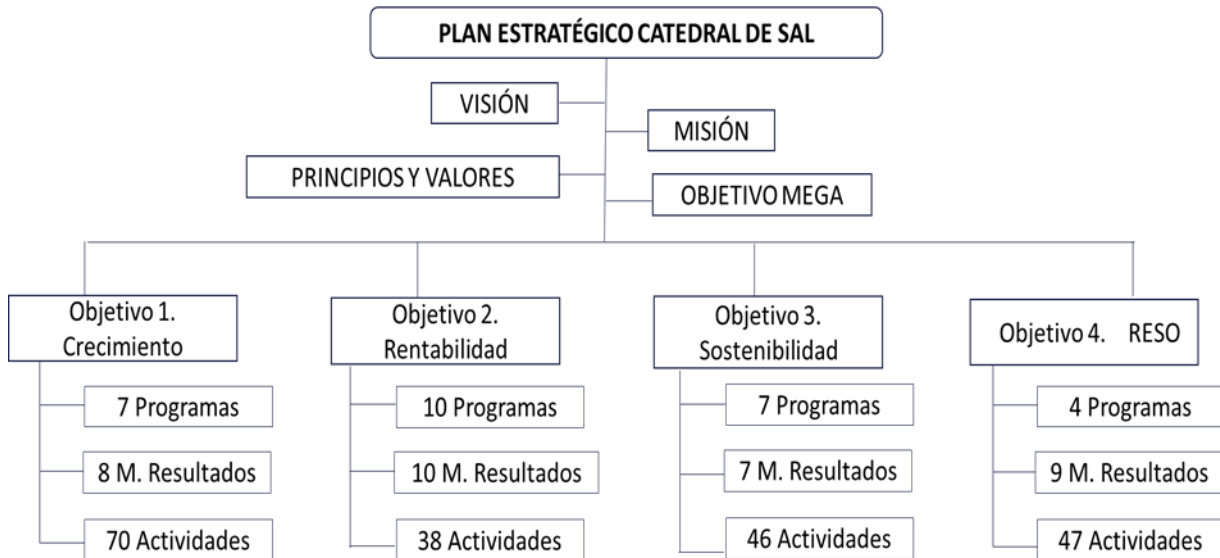 PLAN ESTRATÉGICO CATEDRAL DE SAL
VISIÓN
MISIÓN
PRINCIPIOS Y VALORES
OBJETIVO MEGA
Objetivo 1.
Crecimiento
7 Programas
8 M. Resultados
70 Actividades
Objetivo 2.
Rentabilidad
10 Programas
10 M. Resultados
38 Actividades
Objetivo 3.
Sostenibilidad
7 Programas
7 M. Resultados
46 Actividades
Objetivo 4. RESO
4 Programas
9 M. Resultados
47 Actividades